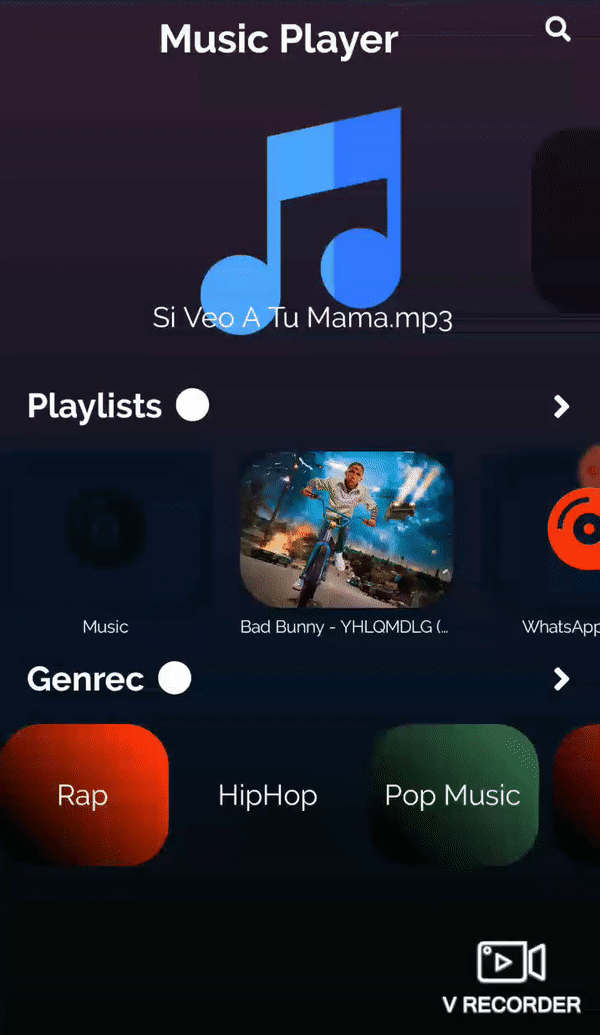 Music Player
Si Veo A Tu Mama.mp3
Playlists
Music
Bad Bunny - YHLQMDLG (...
WhatsApp
Genrec
Rap
HipHop
Pop Music
V RECORDER